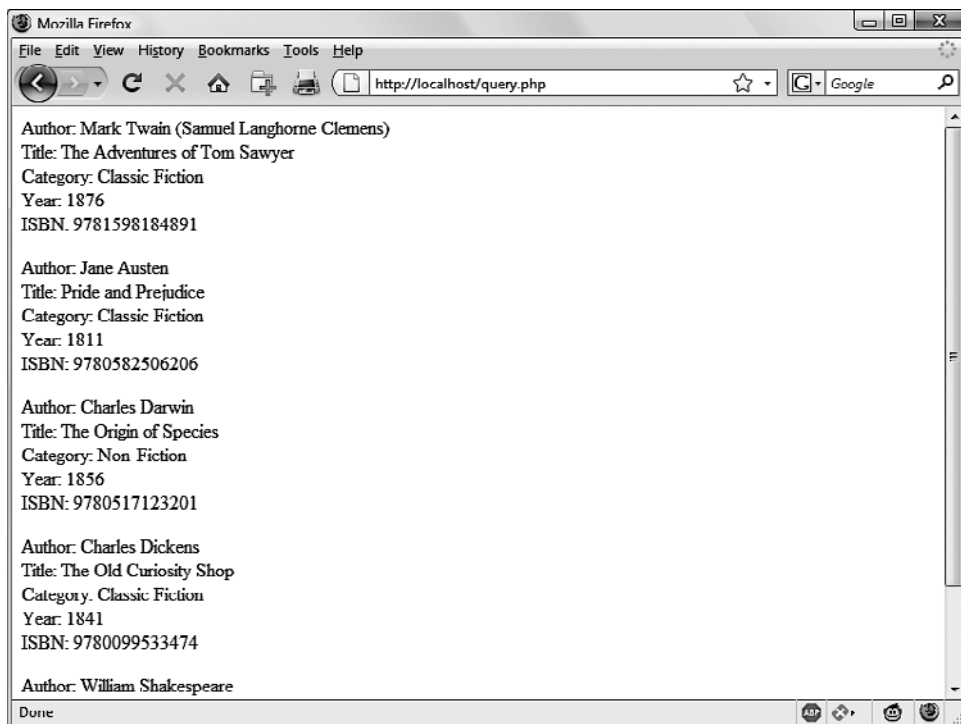 Mozilla Firefox
File Edit View History Bookmarks Tools Help
http://localhost/query.php
G Google
Author: Mark Twain (Samuel Langhorne Clemens)
Title: The Adventures of Tom Sawyer
Category: Classic Fiction
Year: 1876
ISBN: 9781598184891
Author: Jane Austen
Title: Pride and Prejudice
Category: Classic Fiction
Year: 1811
ISBN: 9780582506206
Author: Charles Darwin
Title: The Origin of Species
Category: Non Fiction
Year: 1856
ISBN: 9780517123201
Author: Charles Dickens
Title: The Old Curiosity Shop
Category: Classic Fiction
Year: 1841
ISBN: 9780099533474
Author: William Shakespeare
Done
ABP